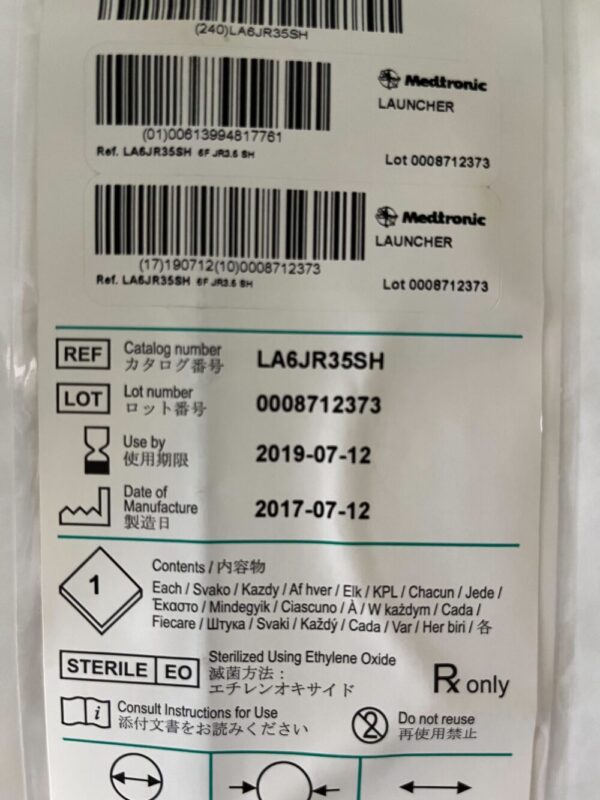 (240)LA6JR35SH
Medtronic
LAUNCHER
(01)00613994817761
Ref. LA6JR35SH 6F JR3.5 SH
Lot 0008712373
Medtronic
LAUNCHER
(17)190712(10)0008712373
Ref. LA6JR35SH 6F JR3.5 SH
Lot 0008712373
REF Catalog number LA6JR35SH
カタログ番号
LOT Lot number 0008712373
ロット番号
Use by 2019-07-12
使用期限
Date of
Manufacture 2017-07-12
製造日
1
Contents / 内容物
Each / Svako / Kazdy / Af hver / Elk / KPL / Chacun / Jede /
Έκαστο / Mindegyik / Ciascuno / À / W każdym / Cada /
Fiecare / Штука / Svaki / Každý / Cada / Var / Her biri / 各
STERILE EO Sterilized Using Ethylene Oxide
滅菌方法：
エチレンオキサイド
Rx only
i Consult Instructions for Use
添付文書をお読みください
2 Do not reuse
再使用禁止